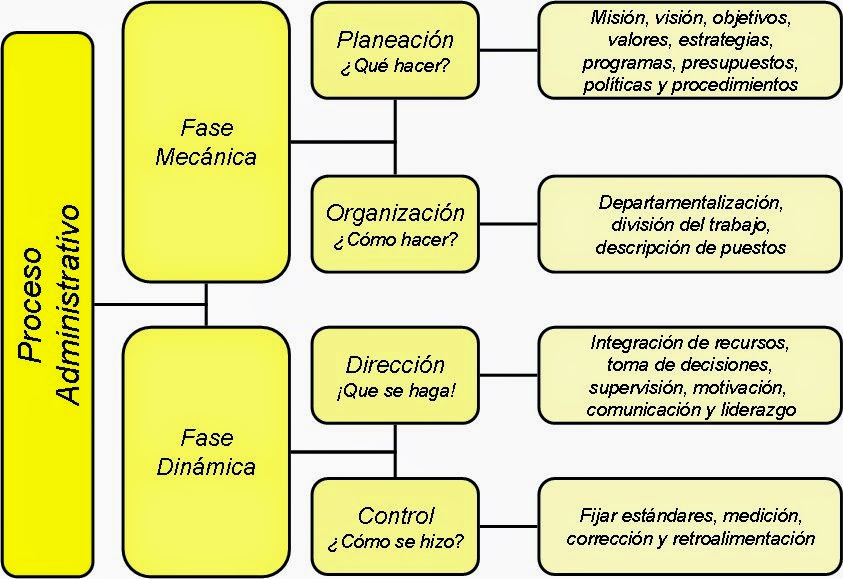 Proceso
Administrativo
Fase
Mecánica
Planeación
¿Qué hacer?
Misión, visión, objetivos,
valores, estrategias,
programas, presupuestos,
políticas y procedimientos
Organización
¿Cómo hacer?
Departamentalización,
división del trabajo,
descripción de puestos
Fase
Dinámica
Dirección
¡Que se haga!
Integración de recursos,
toma de decisiones,
supervisión, motivación,
comunicación y liderazgo
Control
¿Cómo se hizo?
Fijar estándares, medición,
corrección y retroalimentación